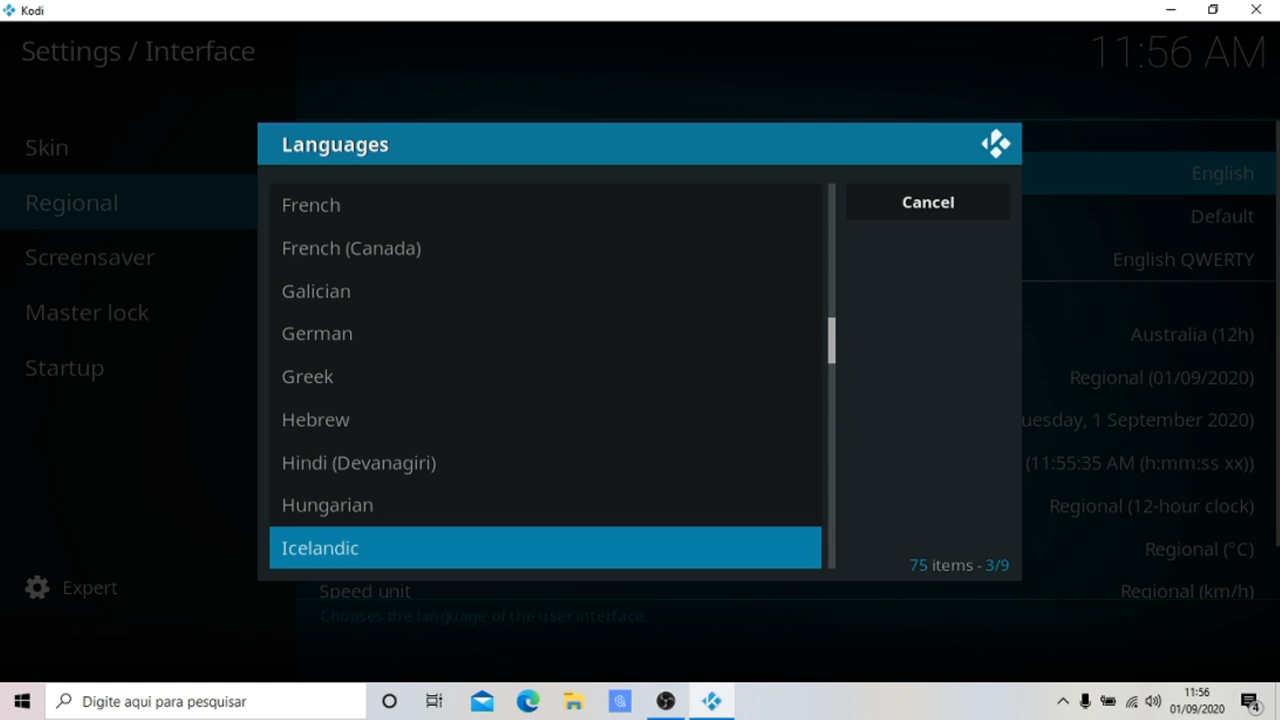 Kodi
Settings / Interface
11:56 AM
Skin
Regional
Screensaver
Master lock
Startup
Expert
Languages
French
French (Canada)
Galician
German
Greek
Hebrew
Hindi (Devanagiri)
Hungarian
Icelandic
Cancel
75 items - 3/9
English
Default
English QWERTY
Australia (12h)
Regional (01/09/2020)
uesday, 1 September 2020)
(11:55:35 AM (h:mm:ss xx))
Regional (12-hour clock)
Regional (°C)
Speed unit
Regional (km/h)
Chooses the language of the user interface.
Digite aqui para pesquisar
11:56
01/09/2020
4